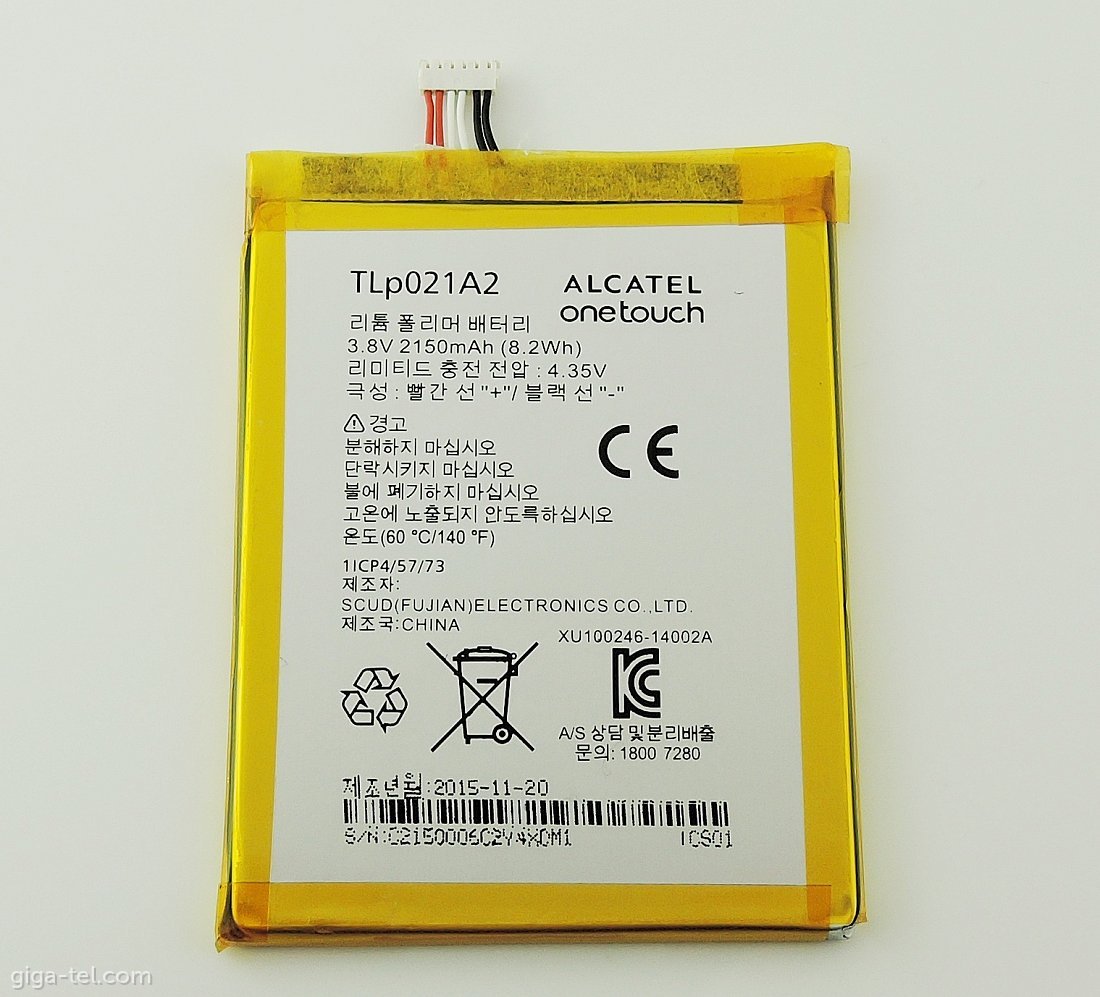 TLp021A2
ALCATEL
onetouch
리튬 폴리머 배터리
3.8V 2150mAh (8.2Wh)
리미티드 충전 전압 : 4.35V
극성 : 빨간 선 "+"/ 블랙 선 "-"
경고
분해하지 마십시오
단락시키지 마십시오
불에 폐기하지 마십시오
고온에 노출되지 안도록하십시오
온도(60 °C/140 °F)
1ICP4/57/73
제조자:
SCUD(FUJIAN)ELECTRONICS CO.,LTD.
제조국:CHINA
XU100246-14002A
A/S 상담 및분리배출
문의: 1800 7280
제조년월:2015-11-20
S/N:C2150006C2Y4XDM1
TCS01
giga-tel.com